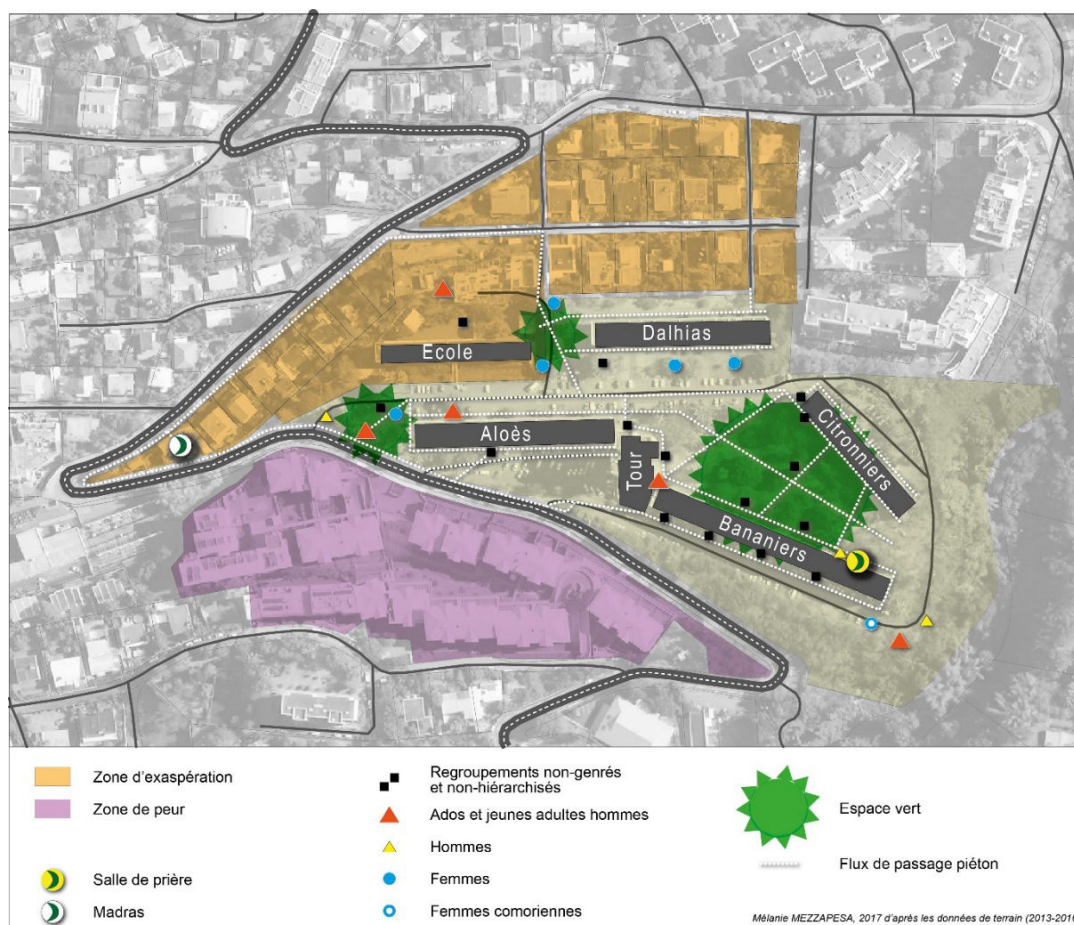 Ecole
Dalhias
Aloès
Tour
Citronniers
Bananiers
Zone d'exaspération
Zone de peur
Salle de prière
Madras
Regroupements non-genrés
et non-hiérarchisés
Ados et jeunes adultes hommes
Hommes
Femmes
Femmes comoriennes
Espace vert
Flux de passage piéton
Mélanie MEZZAPESA, 2017 d'après les données de terrain (2013-2016